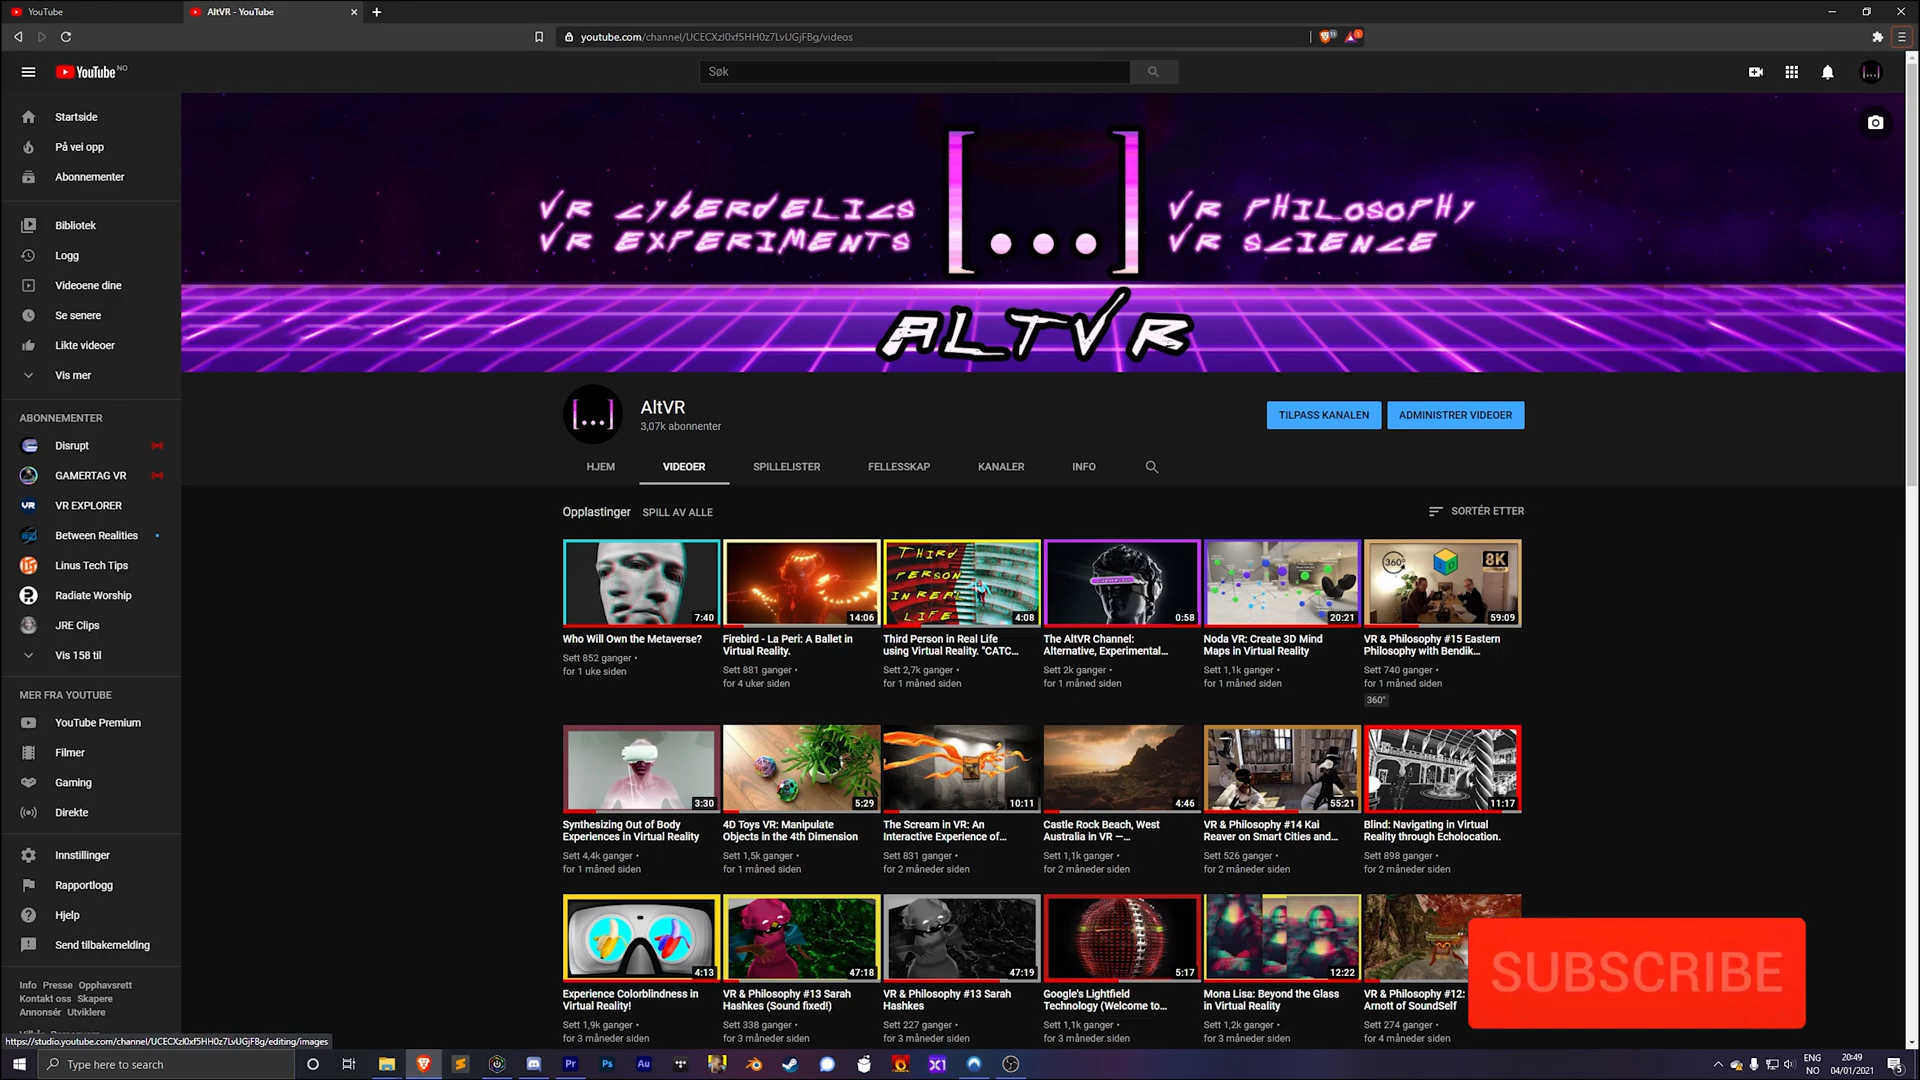 YouTube
AltVR - YouTube
youtube.com/channel/UCECXzl0xf5HH0z7LvUGjFBg/videos
YouTube NO
Søk
Startside
På vei opp
Abonnementer
Bibliotek
Logg
Videoene dine
Se senere
Likte videoer
Vis mer
ABONNEMENTER
Disrupt
GAMERTAG VR
VR EXPLORER
Between Realities
Linus Tech Tips
Radiate Worship
JRE Clips
Vis 158 til
MER FRA YOUTUBE
YouTube Premium
Filmer
Gaming
Direkte
Innstillinger
Rapportlogg
Hjelp
Send tilbakemelding
Info Presse Opphavsrett
Kontakt oss Skapere
Annonsér Utviklere
https://studio.youtube.com/channel/UCECXzl0xf5HH0z7LvUGjFBg/editing/images
VR CYBERDELICS
VR EXPERIMENTS
[...]
VR PHILOSOPHY
VR SCIENCE
ALTVR
[...]
AltVR
3,07k abonnenter
TILPASS KANALEN
ADMINISTRER VIDEOER
HJEM VIDEOER SPILLELISTER FELLESSKAP KANALER INFO
Opplastinger SPILL AV ALLE
SORTÉR ETTER
7:40
Who Will Own the Metaverse?
Sett 852 ganger •
for 1 uke siden
14:06
Firebird - La Peri: A Ballet in
Virtual Reality.
Sett 881 ganger •
for 4 uker siden
THIRD
PERSON
IN REAL
LIFE
4:08
Third Person in Real Life
using Virtual Reality. "CATC...
Sett 2,7k ganger •
for 1 måned siden
0:58
The AltVR Channel:
Alternative, Experimental...
Sett 2k ganger •
for 1 måned siden
20:21
Noda VR: Create 3D Mind
Maps in Virtual Reality
Sett 1,1k ganger •
for 1 måned siden
360°
8K
59:09
VR & Philosophy #15 Eastern
Philosophy with Bendik...
Sett 740 ganger •
for 1 måned siden
360°
3:30
Synthesizing Out of Body
Experiences in Virtual Reality
Sett 4,4k ganger •
for 1 måned siden
5:29
4D Toys VR: Manipulate
Objects in the 4th Dimension
Sett 1,5k ganger •
for 1 måned siden
10:11
The Scream in VR: An
Interactive Experience of...
Sett 831 ganger •
for 2 måneder siden
4:46
Castle Rock Beach, West
Australia in VR —...
Sett 1,1k ganger •
for 2 måneder siden
55:21
VR & Philosophy #14 Kai
Reaver on Smart Cities and...
Sett 526 ganger •
for 2 måneder siden
11:17
Blind: Navigating in Virtual
Reality through Echolocation.
Sett 898 ganger •
for 2 måneder siden
4:13
Experience Colorblindness in
Virtual Reality!
Sett 1,9k ganger •
for 3 måneder siden
47:18
VR & Philosophy #13 Sarah
Hashkes (Sound fixed!)
Sett 338 ganger •
for 3 måneder siden
47:19
VR & Philosophy #13 Sarah
Hashkes
Sett 227 ganger •
for 3 måneder siden
5:17
Google's Lightfield
Technology (Welcome to...
Sett 1,1k ganger •
for 3 måneder siden
12:22
Mona Lisa: Beyond the Glass
in Virtual Reality
Sett 1,2k ganger •
for 3 måneder siden
VR & Philosophy #12:
Arnott of SoundSelf
Sett 274 ganger •
for 4 måneder siden
SUBSCRIBE
Type here to search
Pr
Ps
Au
X1
ENG
NO
20:49
04/01/2021